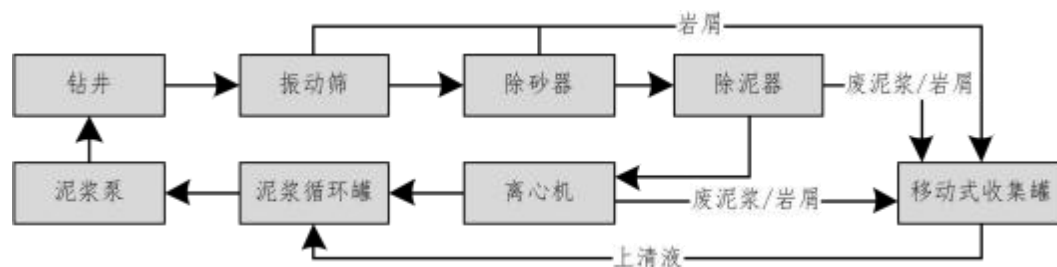 岩屑
钻井
振动筛
除砂器
除泥器
废泥浆/岩屑
泥浆泵
泥浆循环罐
离心机
废泥浆/岩屑
移动式收集罐
上清液